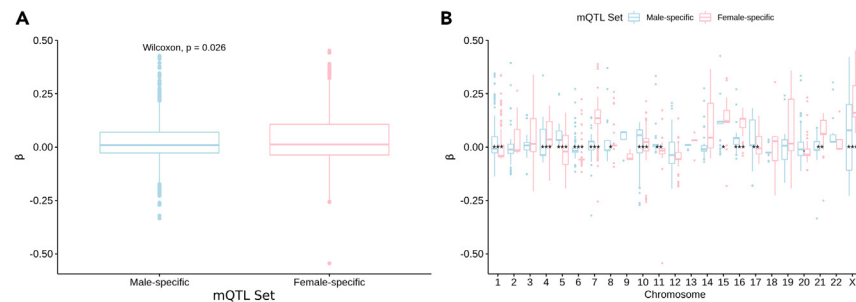 A
0.50
0.25
0.00
-0.25
-0.50
β
Wilcoxon, p = 0.026
Male-specific
Female-specific
mQTL Set
B
mQTL Set
Male-specific
Female-specific
0.50
0.25
0.00
-0.25
-0.50
β
*** *** *** *** *** *** * *** ** * *** ** * ** ***
1 2 3 4 5 6 7 8 9 10 11 12 13 14 15 16 17 18 19 20 21 22 X
Chromosome